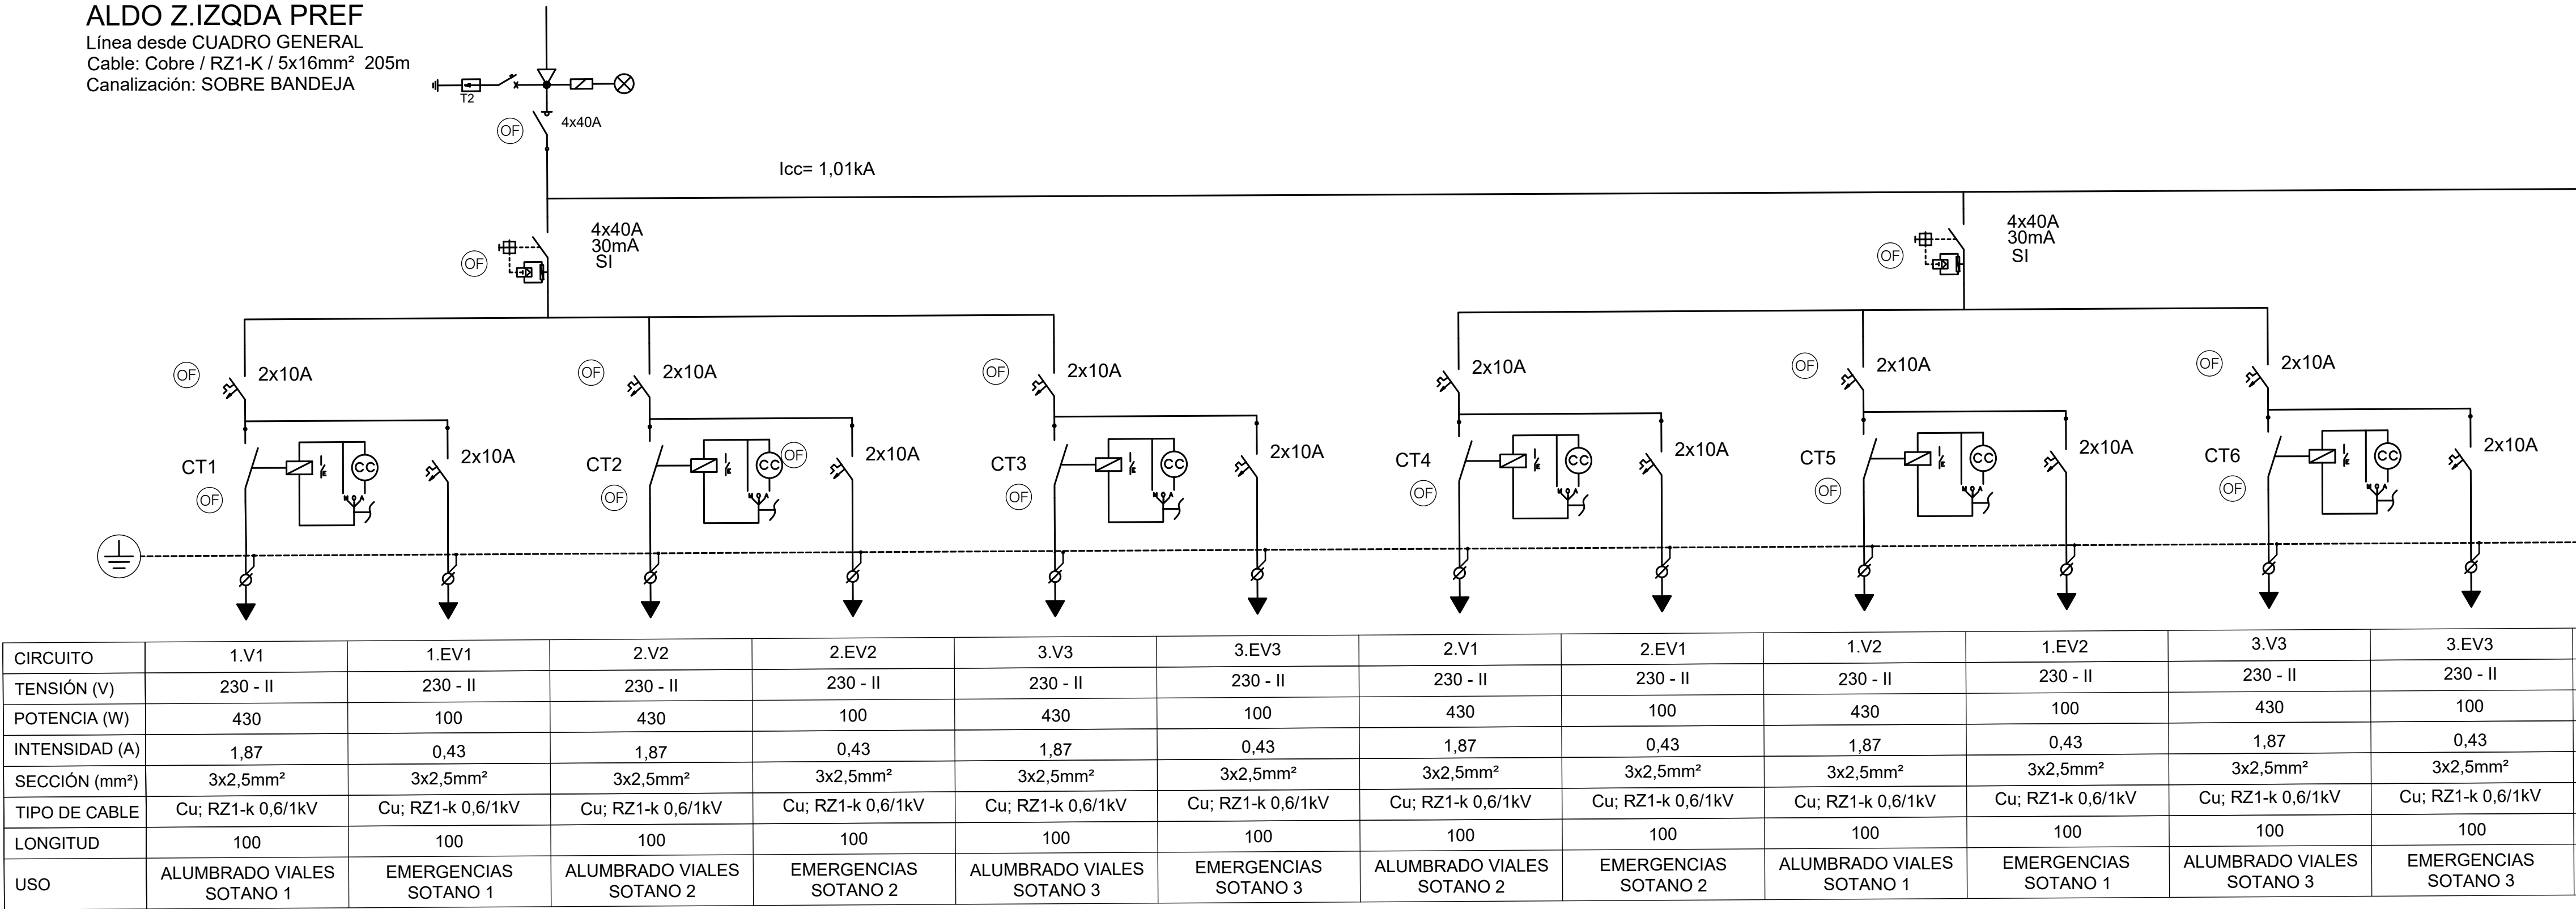 ALDO Z.IZQDA PREF
Línea desde CUADRO GENERAL
Cable: Cobre / RZ1-K / 5x16mm² 205m
Canalización: SOBRE BANDEJA
T2
OF
4x40A
Icc= 1,01kA
OF
4x40A
30mA
SI
OF
4x40A
30mA
SI
OF 2x10A
OF 2x10A
OF 2x10A
2x10A
OF 2x10A
OF 2x10A
CT1 CC 2x10A
OF M O A
CT2 CC OF 2x10A
OF M O A
CT3 CC 2x10A
OF M O A
CT4 CC 2x10A
OF M O A
CT5 CC 2x10A
OF M O A
CT6 CC 2x10A
OF M O A
CIRCUITO 1.V1 1.EV1 2.V2 2.EV2 3.V3 3.EV3 2.V1 2.EV1 1.V2 1.EV2 3.V3 3.EV3
TENSIÓN (V) 230 - II 230 - II 230 - II 230 - II 230 - II 230 - II 230 - II 230 - II 230 - II 230 - II 230 - II 230 - II
POTENCIA (W) 430 100 430 100 430 100 430 100 430 100 430 100
INTENSIDAD (A) 1,87 0,43 1,87 0,43 1,87 0,43 1,87 0,43 1,87 0,43 1,87 0,43
SECCIÓN (mm²) 3x2,5mm² 3x2,5mm² 3x2,5mm² 3x2,5mm² 3x2,5mm² 3x2,5mm² 3x2,5mm² 3x2,5mm² 3x2,5mm² 3x2,5mm² 3x2,5mm² 3x2,5mm²
TIPO DE CABLE Cu; RZ1-k 0,6/1kV Cu; RZ1-k 0,6/1kV Cu; RZ1-k 0,6/1kV Cu; RZ1-k 0,6/1kV Cu; RZ1-k 0,6/1kV Cu; RZ1-k 0,6/1kV Cu; RZ1-k 0,6/1kV Cu; RZ1-k 0,6/1kV Cu; RZ1-k 0,6/1kV Cu; RZ1-k 0,6/1kV Cu; RZ1-k 0,6/1kV Cu; RZ1-k 0,6/1kV
LONGITUD 100 100 100 100 100 100 100 100 100 100 100 100
USO ALUMBRADO VIALES EMERGENCIAS ALUMBRADO VIALES EMERGENCIAS ALUMBRADO VIALES EMERGENCIAS ALUMBRADO VIALES EMERGENCIAS ALUMBRADO VIALES EMERGENCIAS ALUMBRADO VIALES EMERGENCIAS
SOTANO 1 SOTANO 1 SOTANO 2 SOTANO 2 SOTANO 3 SOTANO 3 SOTANO 2 SOTANO 2 SOTANO 1 SOTANO 1 SOTANO 3 SOTANO 3